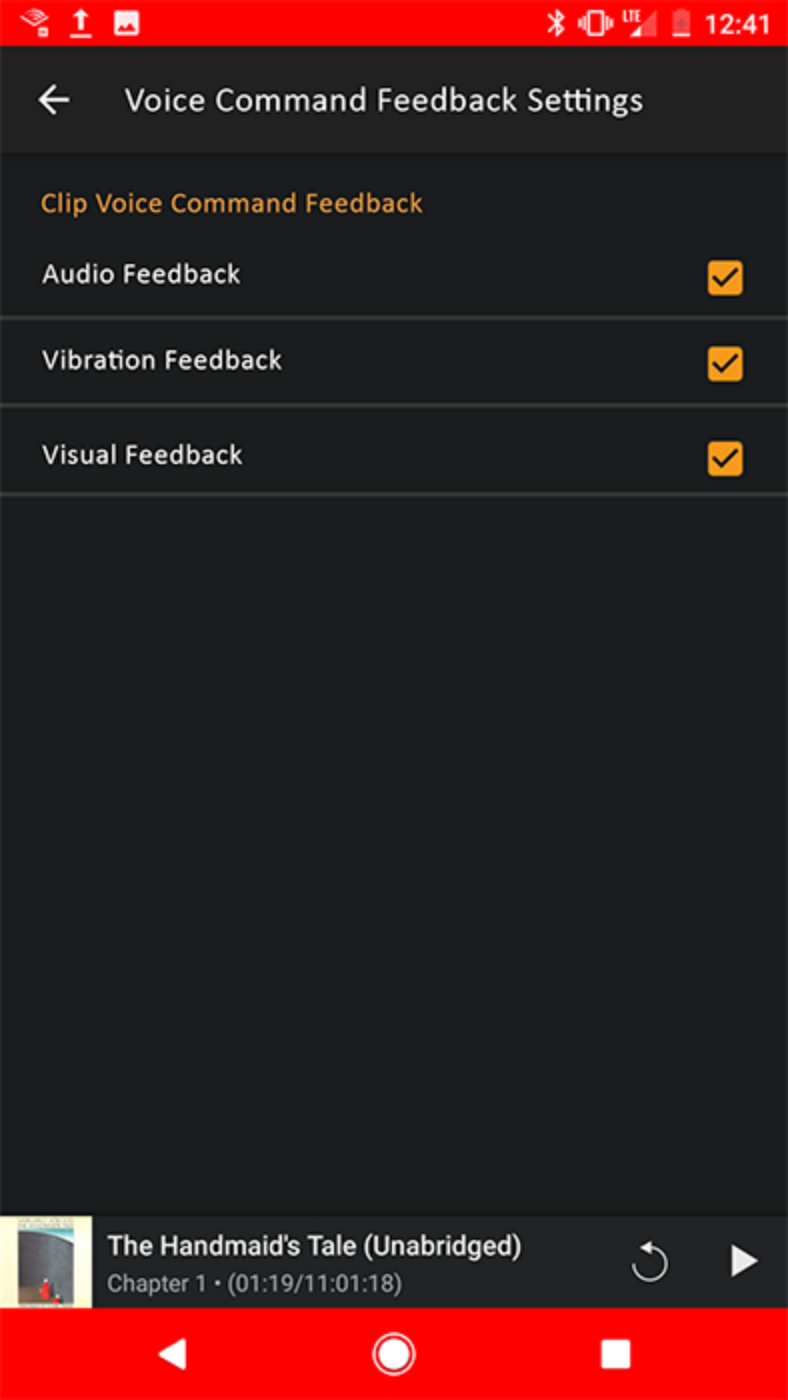 LTE 12:41
Voice Command Feedback Settings
Clip Voice Command Feedback
Audio Feedback
Vibration Feedback
Visual Feedback
The Handmaid's Tale (Unabridged)
Chapter 1 • (01:19/11:01:18)